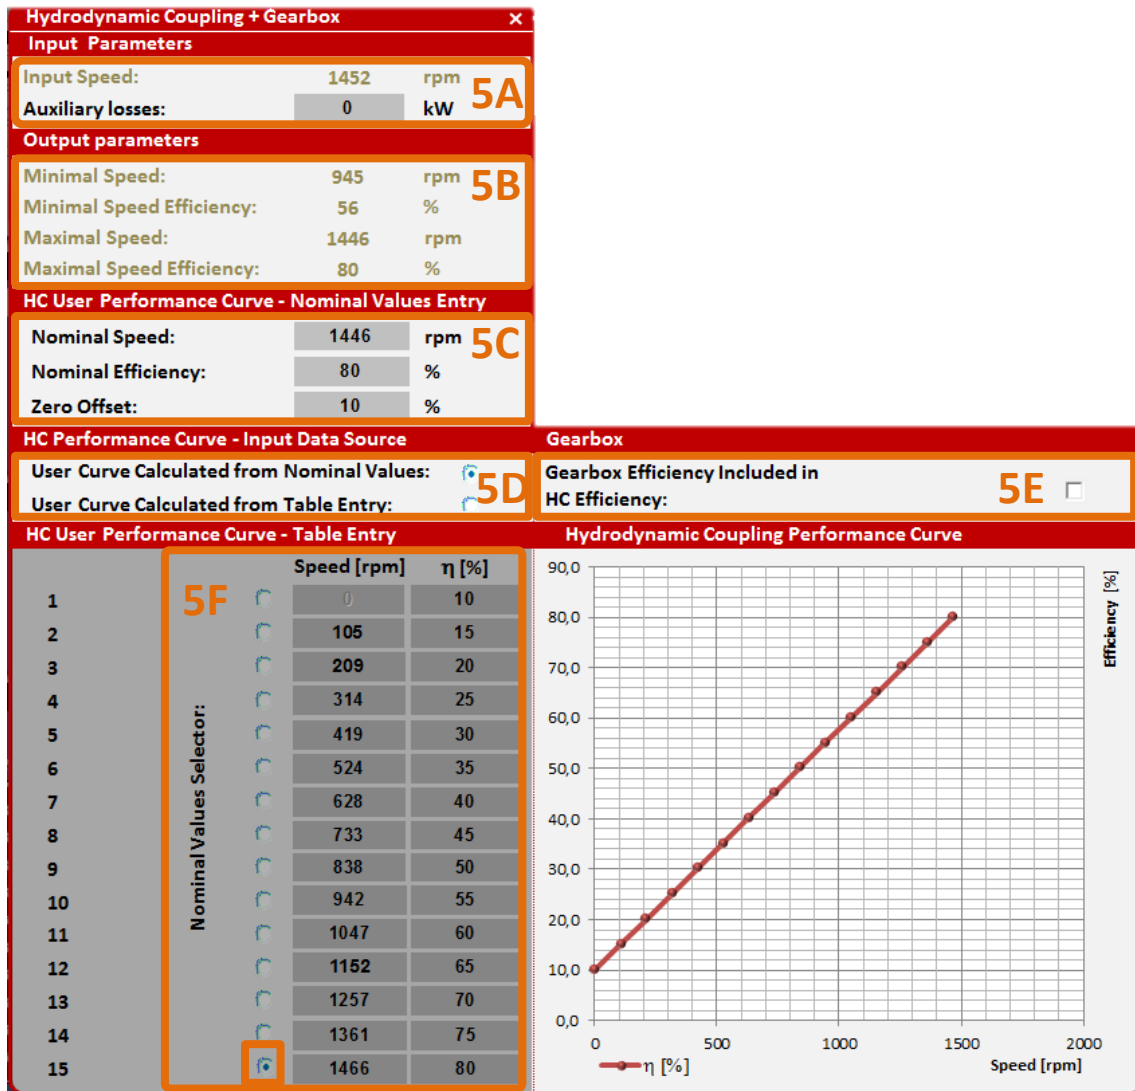 Hydrodynamic Coupling + Gearbox ×
Input Parameters
Input Speed: 1452 rpm
5A
Auxiliary losses: 0 kW
Output parameters
Minimal Speed: 945 rpm
5B
Minimal Speed Efficiency: 56 %
Maximal Speed: 1446 rpm
Maximal Speed Efficiency: 80 %
HC User Performance Curve - Nominal Values Entry
Nominal Speed: 1446 rpm
5C
Nominal Efficiency: 80 %
Zero Offset: 10 %
HC Performance Curve - Input Data Source
User Curve Calculated from Nominal Values:
5D
User Curve Calculated from Table Entry:
Gearbox
Gearbox Efficiency Included in
HC Efficiency:
5E
HC User Performance Curve - Table Entry
5F
Nominal Values Selector:
Speed [rpm] η [%]
1 0 10
2 105 15
3 209 20
4 314 25
5 419 30
6 524 35
7 628 40
8 733 45
9 838 50
10 942 55
11 1047 60
12 1152 65
13 1257 70
14 1361 75
15 1466 80
Hydrodynamic Coupling Performance Curve
90,0
80,0
70,0
60,0
50,0
40,0
30,0
20,0
10,0
0,0
Efficiency [%]
0 500 1000 1500 2000
η [%]
Speed [rpm]